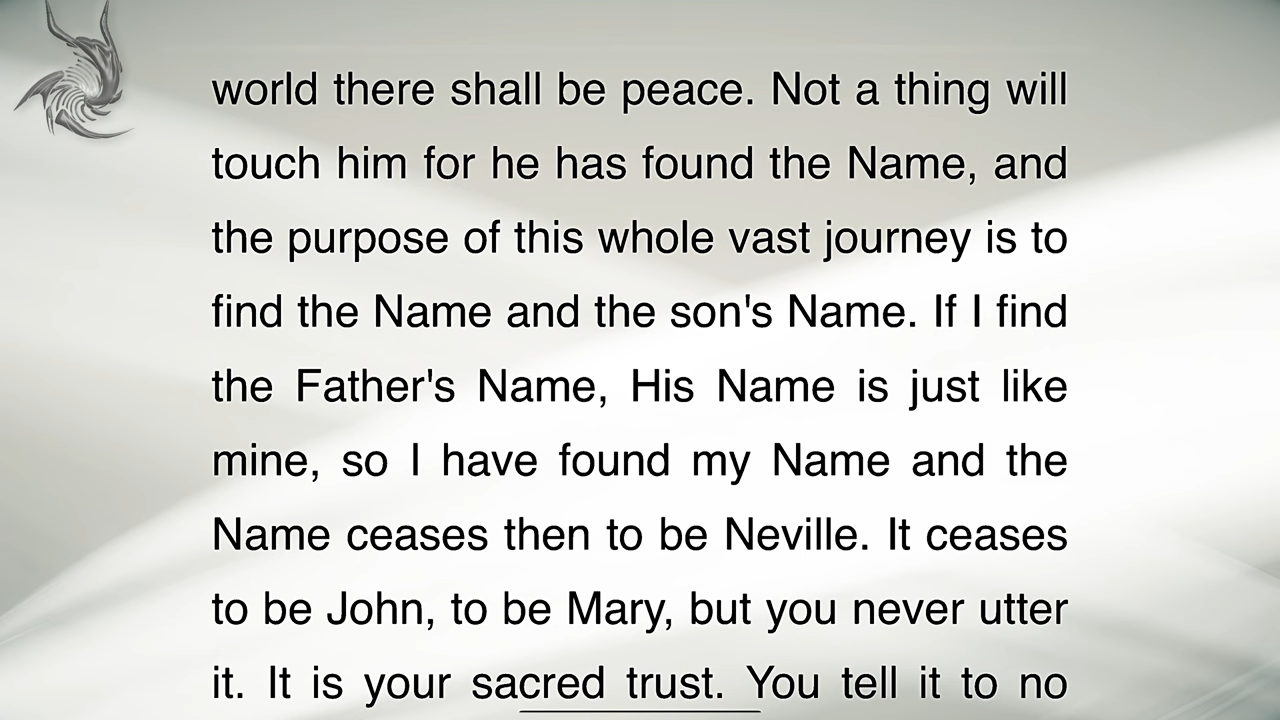 world there shall be peace. Not a thing will
touch him for he has found the Name, and
the purpose of this whole vast journey is to
find the Name and the son's Name. If I find
the Father's Name, His Name is just like
mine, so I have found my Name and the
Name ceases then to be Neville. It ceases
to be John, to be Mary, but you never utter
it. It is your sacred trust. You tell it to no